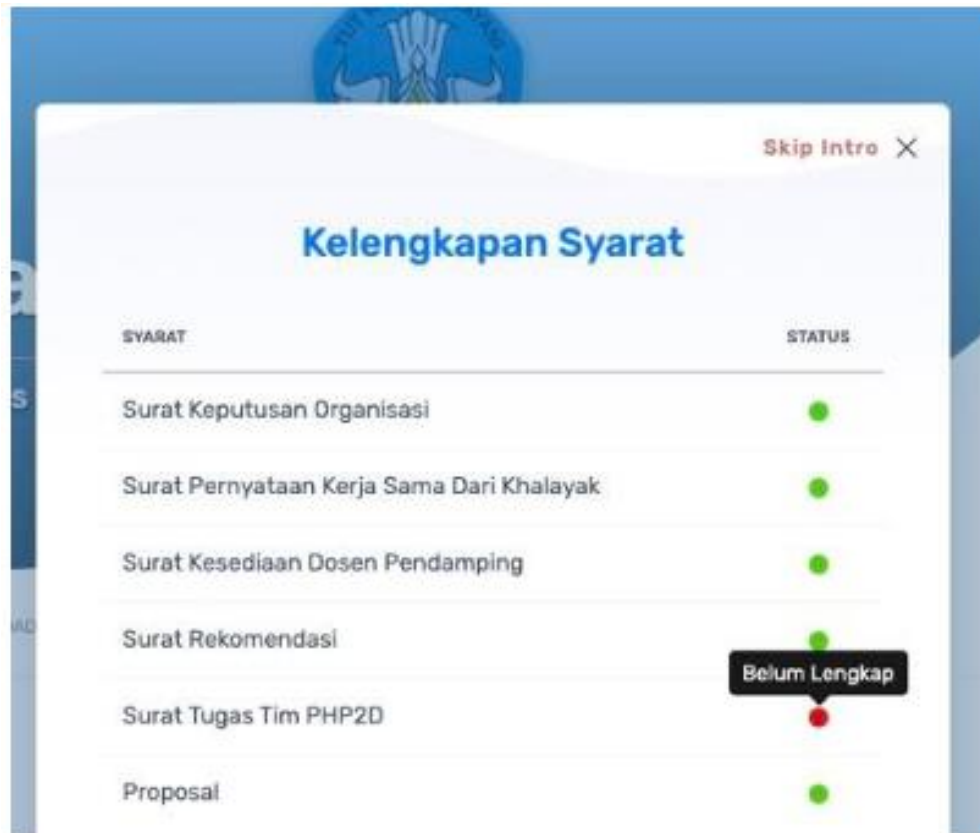 Skip Intro
Kelengkapan Syarat
SYARAT STATUS
Surat Keputusan Organisasi
Surat Pernyataan Kerja Sama Dari Khalayak
Surat Kesediaan Dosen Pendamping
Surat Rekomendasi
Belum Lengkap
Surat Tugas Tim PHP2D
Proposal